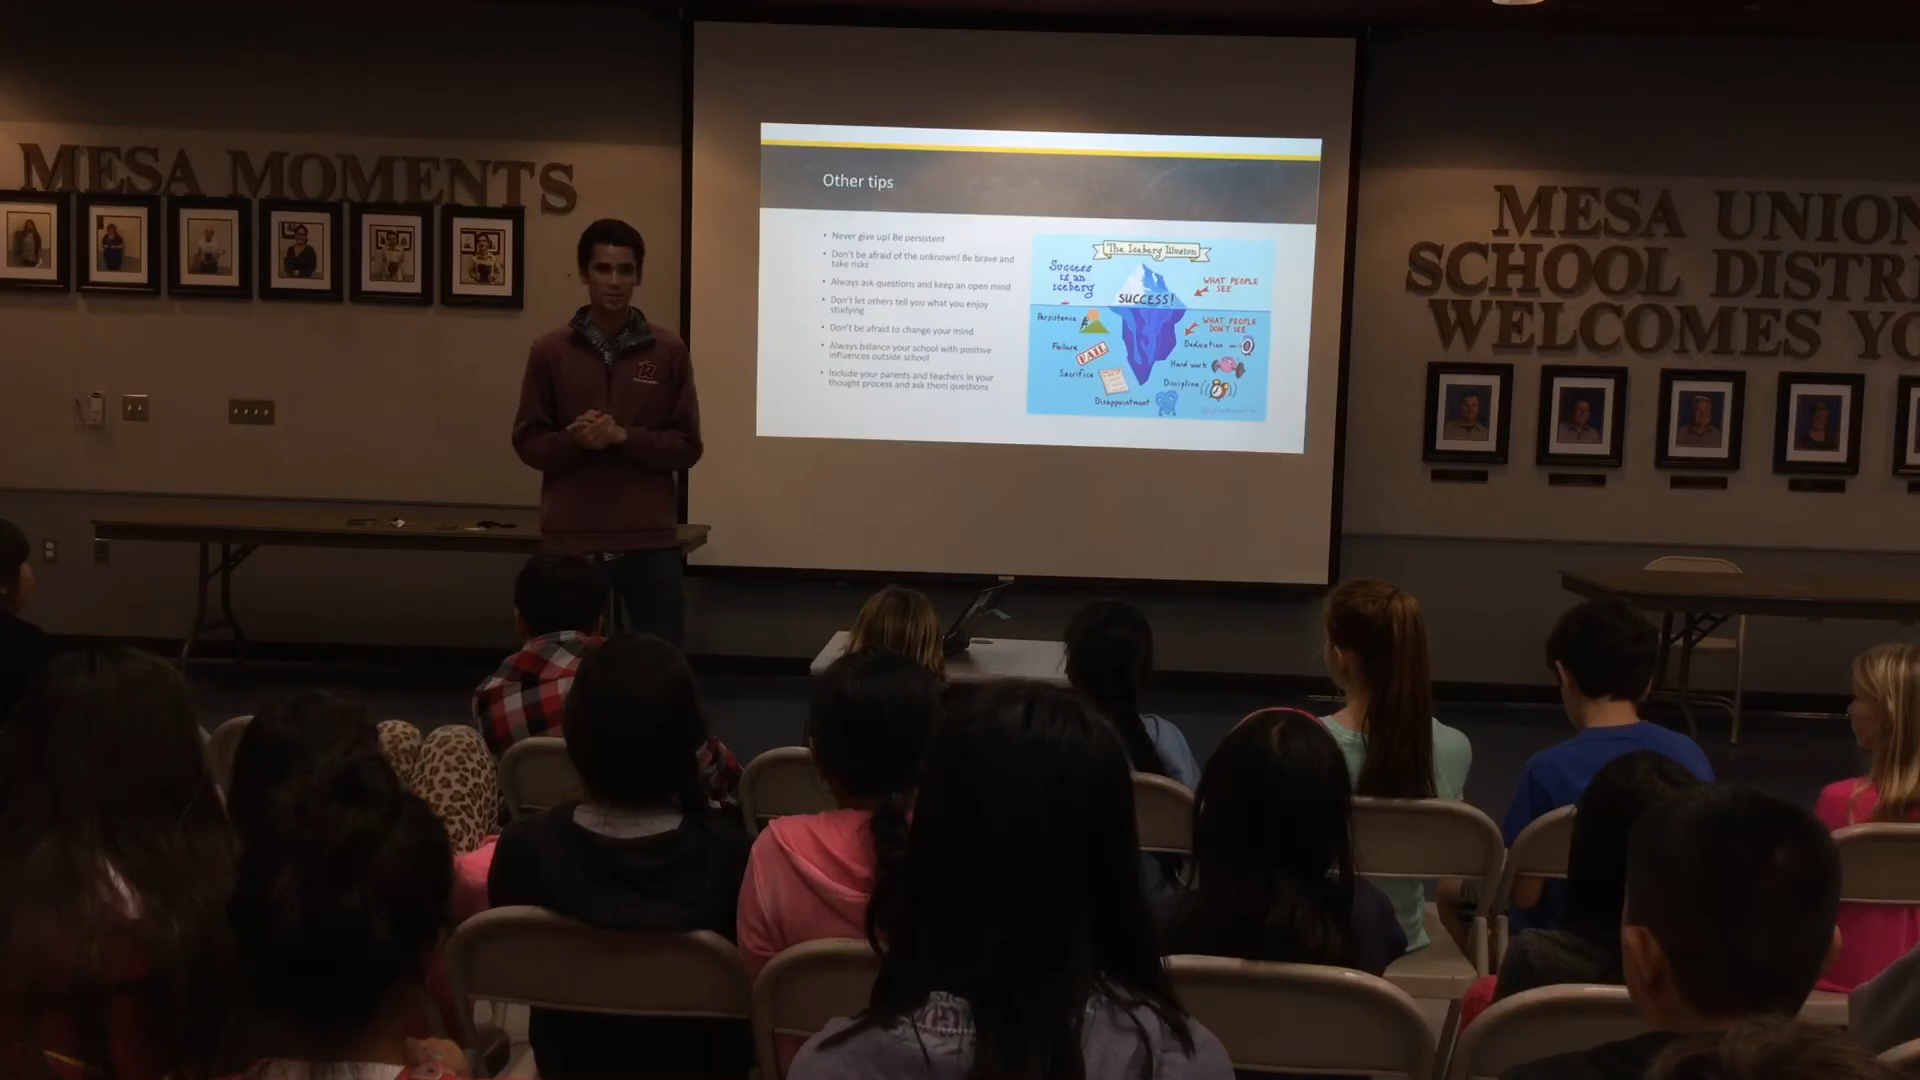 MESA MOMENTS
Other tips
• Never give up! Be persistent
• Don't be afraid of the unknown! Be brave and
take risks
• Always ask questions and keep an open mind
• Don't let others tell you what you enjoy
studying
• Don't be afraid to change your mind
• Always balance your school with positive
influences outside school
• Include your parents and teachers in your
thought process and ask them questions
The Iceberg Illusion
Success
is an
iceberg
SUCCESS!
WHAT PEOPLE
SEE
Persistence
WHAT PEOPLE
DON'T SEE
Failure
FAIL
Dedication
Sacrifice
Hard work
Discipline
Disappointment
MESA UNION
SCHOOL DISTRI
WELCOMES YO